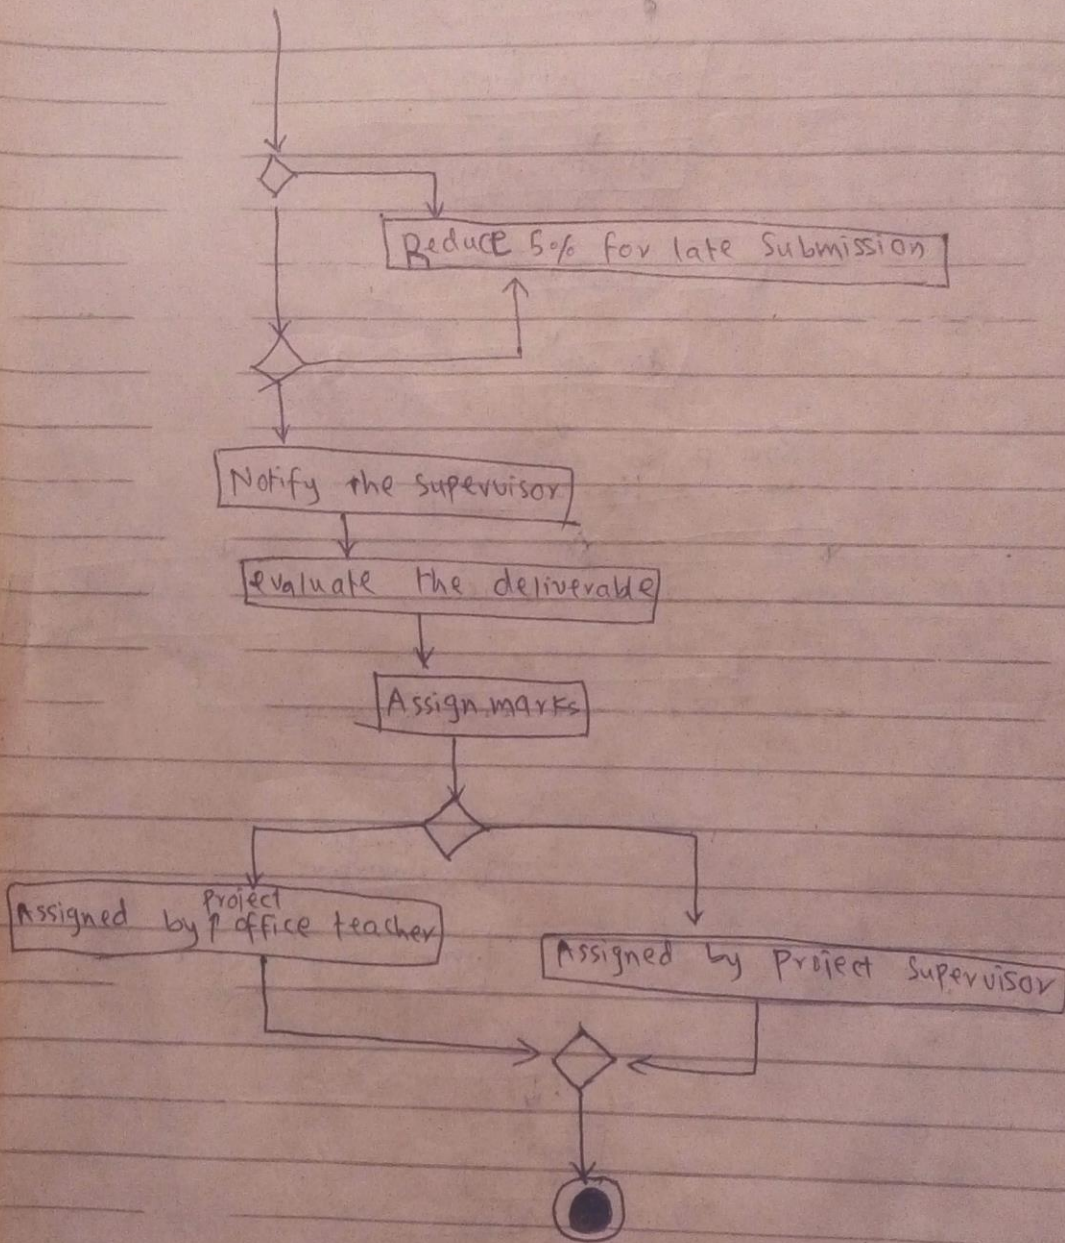 Reduce 5% for late Submission
Notify the Supervisor
evaluate the deliverable
Assign marks
Assigned by project office teacher
Assigned by Project Supervisor